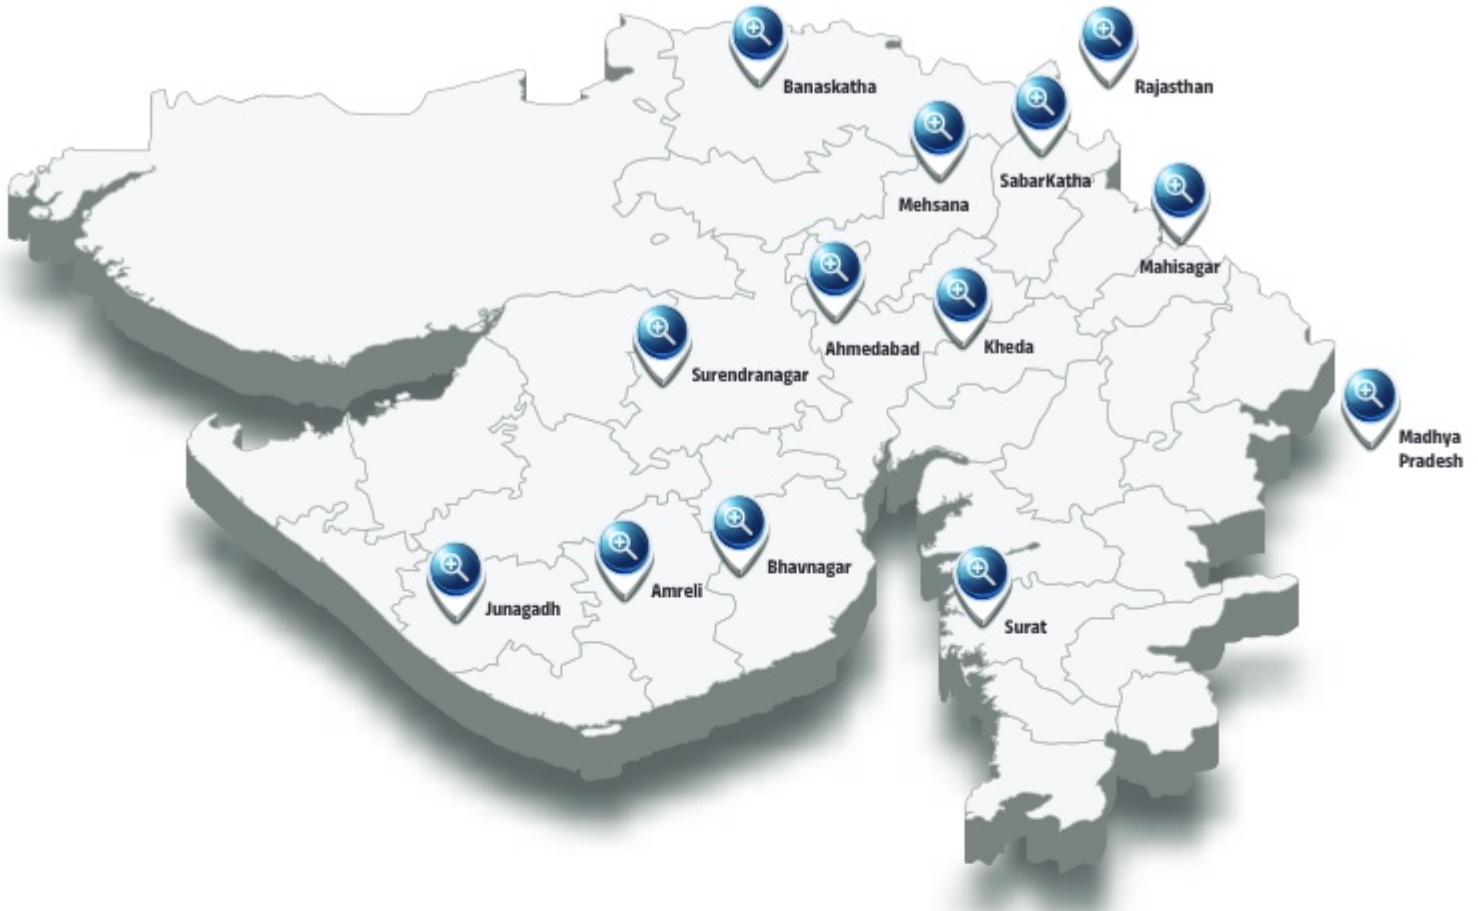 Banaskatha
Rajasthan
SabarKatha
Mehsana
Mahisagar
Ahmedabad
Kheda
Surendranagar
Madhya
Pradesh
Bhavnagar
Amreli
Junagadh
Surat